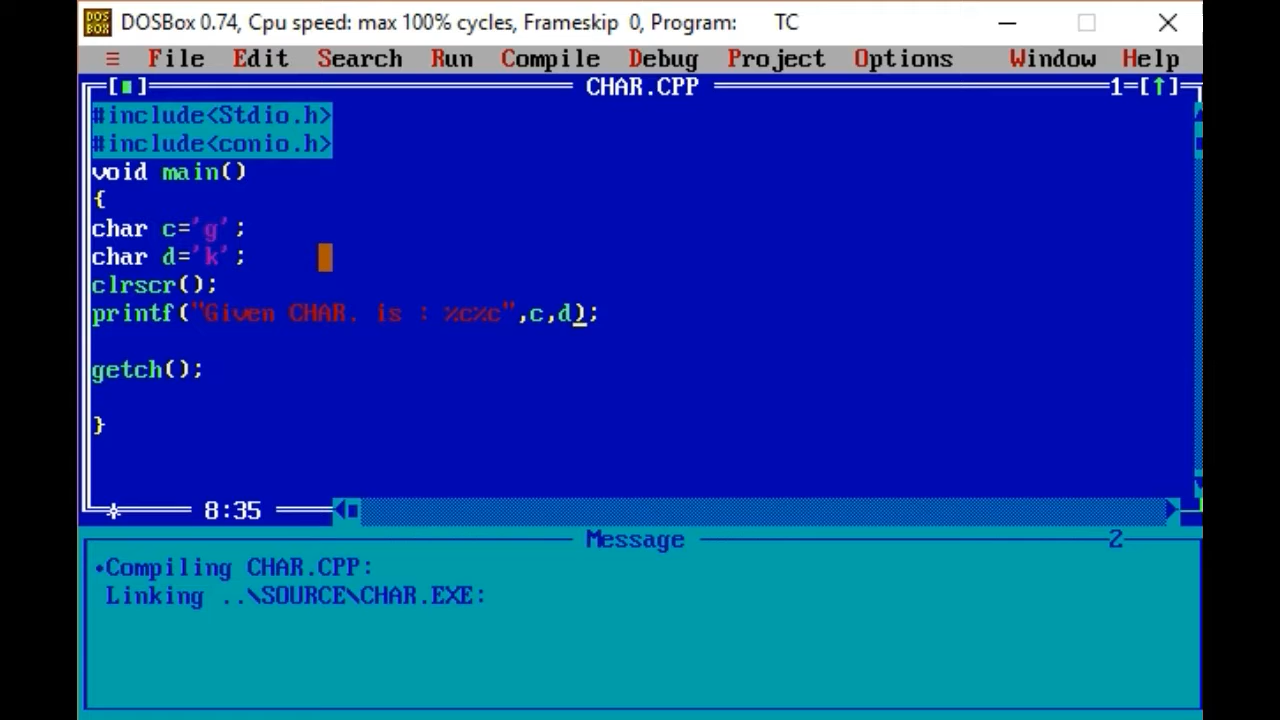 DOSBox 0.74, Cpu speed: max 100% cycles, Frameskip 0, Program: TC
≡ File Edit Search Run Compile Debug Project Options Window Help
[■] CHAR.CPP 1=[↑]
#include<Stdio.h>
#include<conio.h>
void main()
{
char c='g';
char d='k';
clrscr();
printf("Given CHAR. is : %c%c",c,d);
getch();
}
8:35
Message 2
•Compiling CHAR.CPP:
Linking ..\SOURCE\CHAR.EXE: